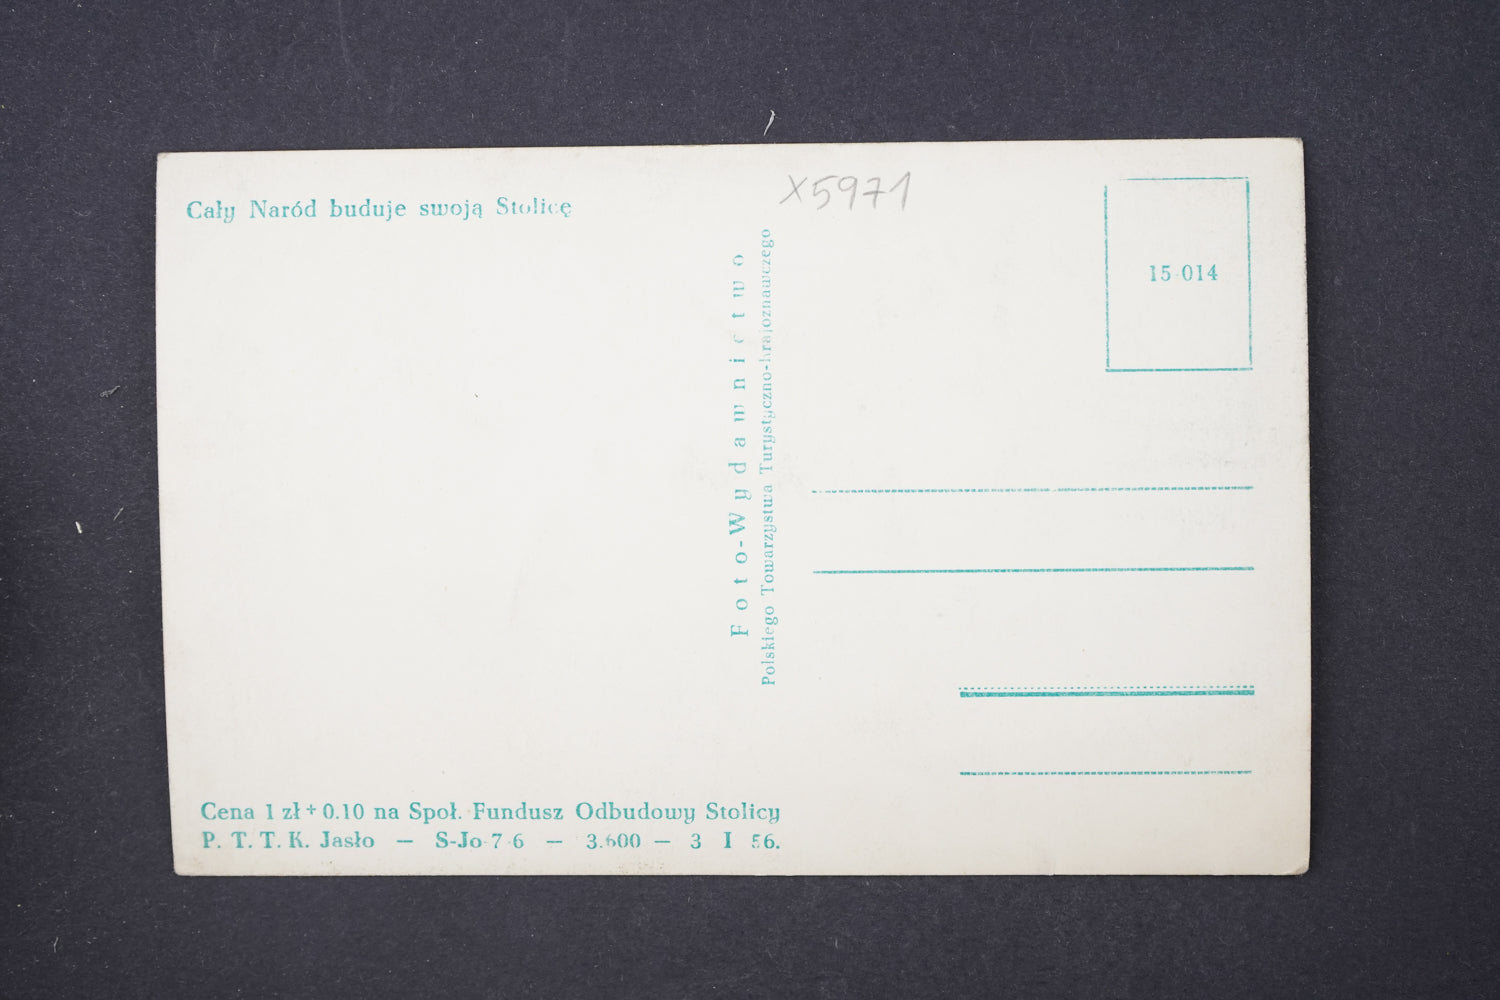 Cały Naród buduje swoją Stolicę
X5971
15-014
Foto-Wydawnictwo
Polskiego Towarzystwa Turystyczno-krajoznawczego
Cena 1 zł + 0.10 na Społ. Fundusz Odbudowy Stolicy
P. T. T. K. Jasło — S-Jo-7-6 — 3.600 — 3 I 56.